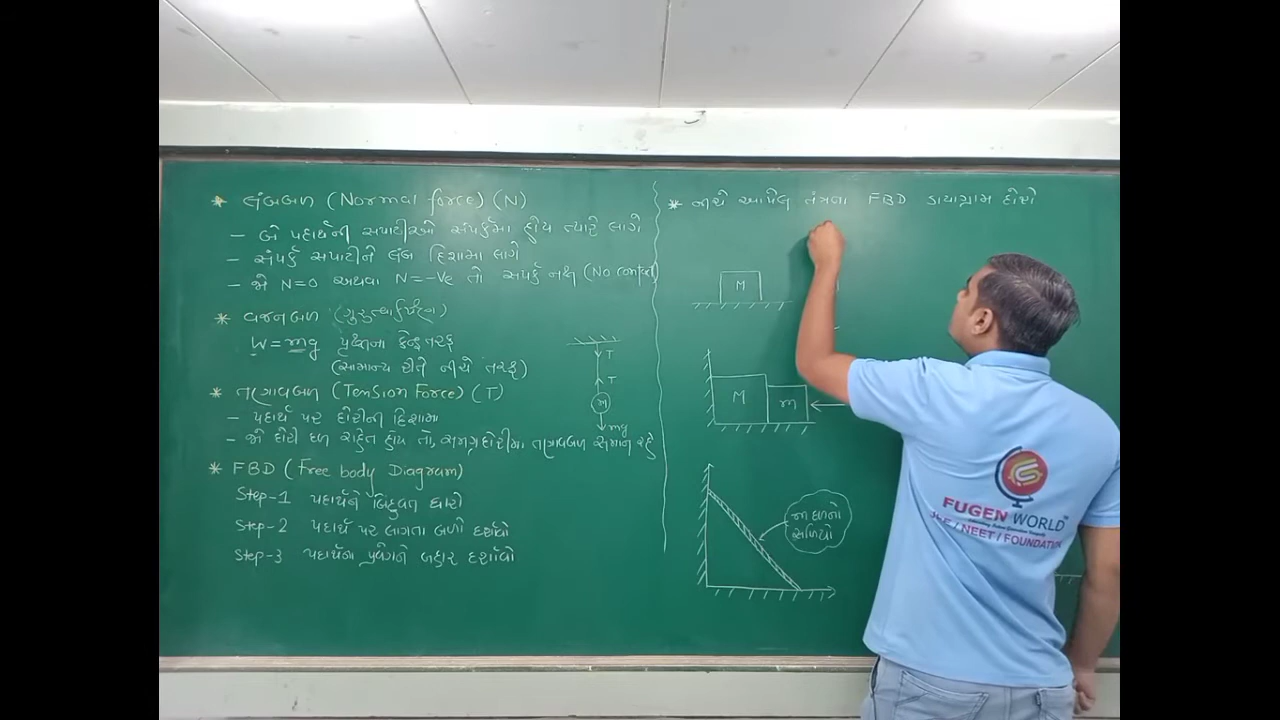 * લંબબળ (Normal force) (N)
- બે પદાર્થની સપાટીઓ સંપર્કમા હોય ત્યારે લાગે
- સંપર્ક સપાટીને લંબ દિશામા લાગે
- જો N=0 અથવા N=-Ve તો સંપર્ક નથી (No contact)
* વજનબળ (ગુરુત્વાકર્ષણ)
W=mg પૃથ્વીના કેન્દ્ર તરફ
(સામાન્ય રીતે નીચે તરફ)
* તણાવબળ (Tension Force) (T)
- પદાર્થ પર દોરીની દિશામા
- જો દોરી દળ રહિત હોય તો, સમગ્ર દોરીમા તણાવબળ સમાન રહે
* FBD (Free body Diagram)
Step-1 પદાર્થને બિંદુવત ધારો
Step-2 પદાર્થ પર લાગતા બળો દર્શાવો
Step-3 પદાર્થના પ્રવેગને બહાર દર્શાવો
T
T
M
mg
* નીચે આપેલ તંત્રના FBD ડાયાગ્રામ દોરો
M
M m
m દળનો
સળિયો
FUGEN WORLD
JEE / NEET / FOUNDATION